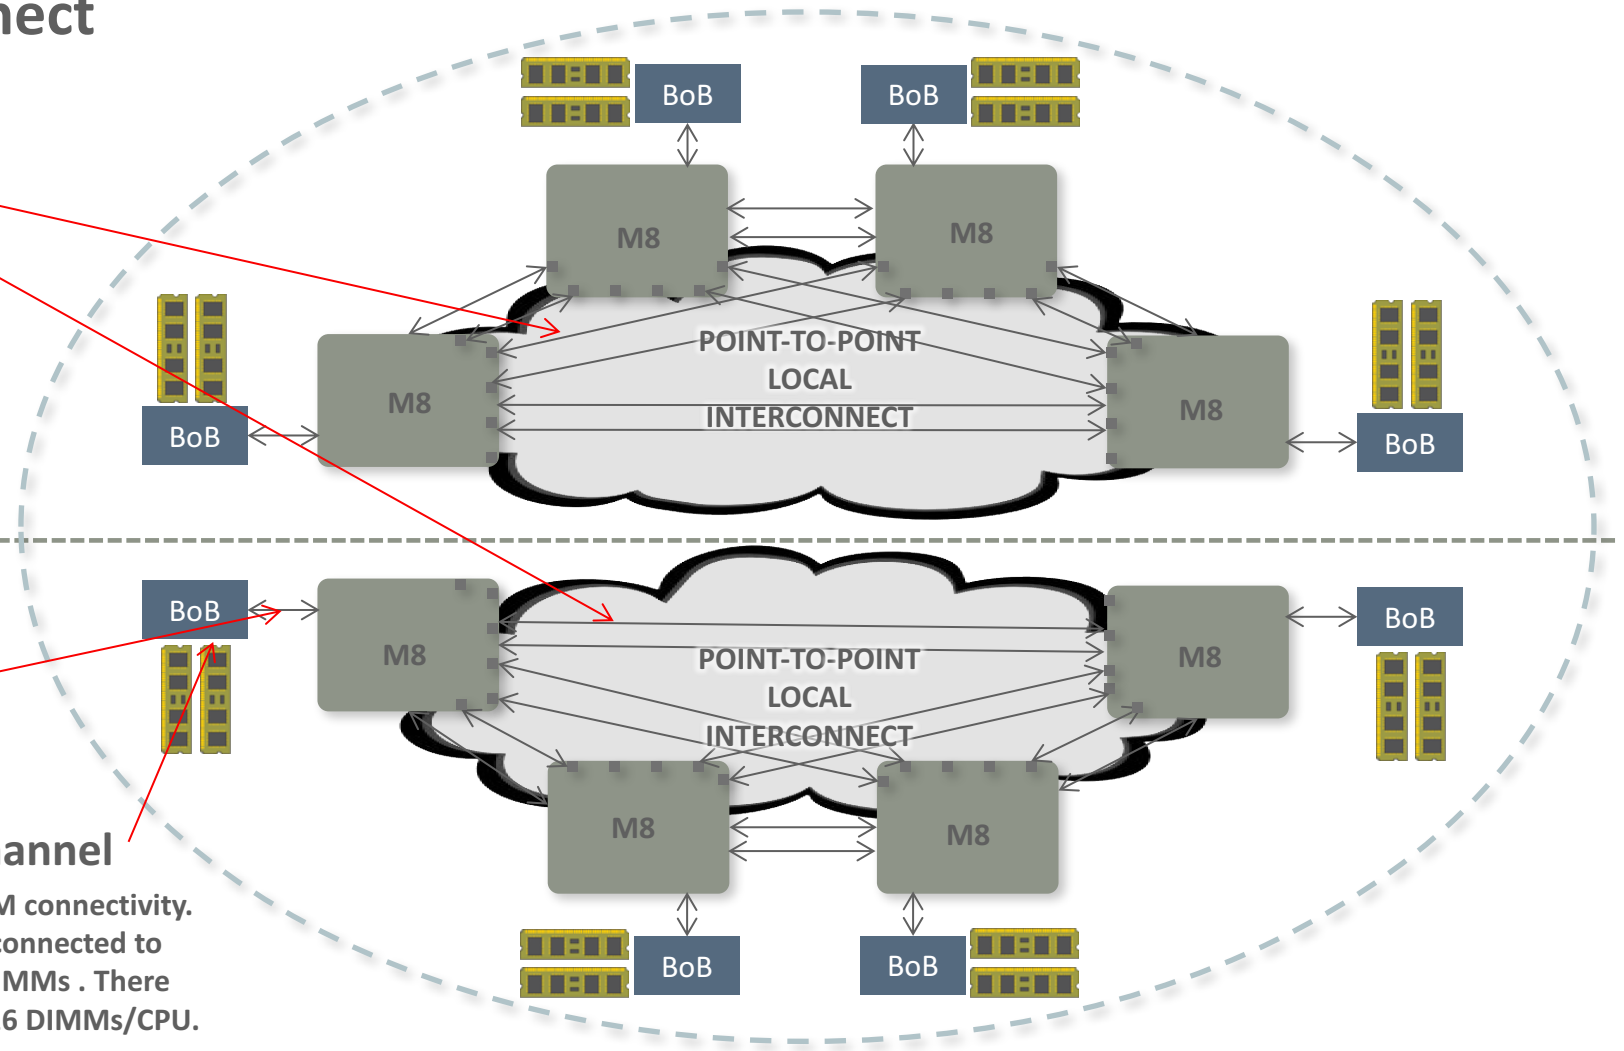 nect
BoB
BoB
M8
M8
POINT-TO-POINT
LOCAL
INTERCONNECT
M8
M8
BoB
BoB
BoB
BoB
M8
M8
POINT-TO-POINT
LOCAL
INTERCONNECT
M8
M8
annel
M connectivity.
connected to
MMs . There
6 DIMMs/CPU.
BoB
BoB